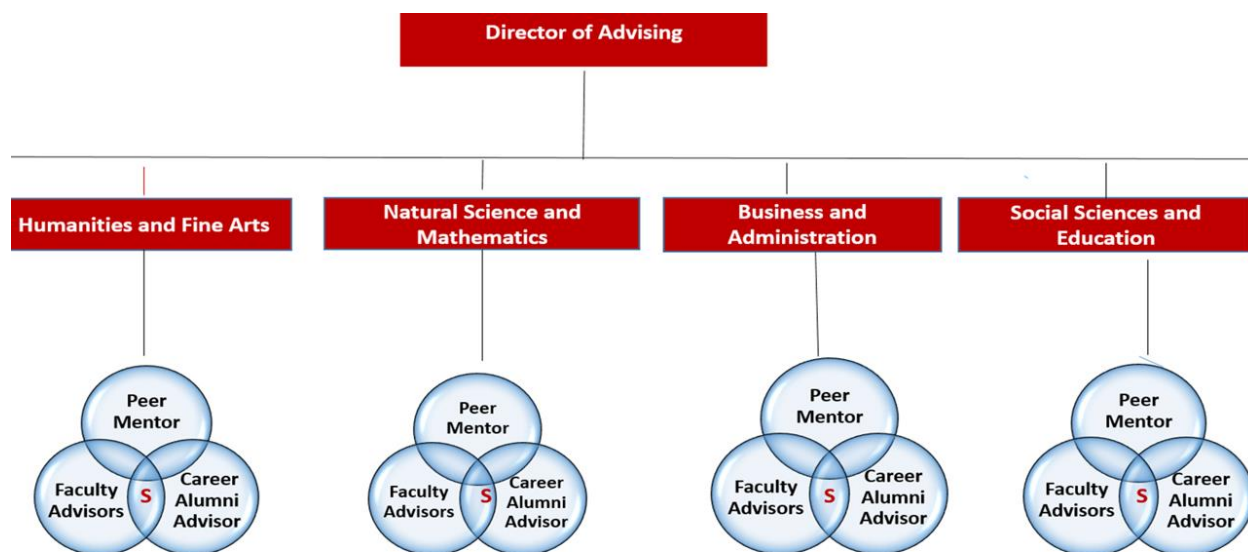 Director of Advising
Humanities and Fine Arts
Natural Science and
Mathematics
Business and
Administration
Social Sciences and
Education
Peer
Mentor
Faculty
Advisors
S
Career
Alumni
Advisor
Peer
Mentor
Faculty
Advisors
S
Career
Alumni
Advisor
Peer
Mentor
Faculty
Advisors
S
Career
Alumni
Advisor
Peer
Mentor
Faculty
Advisors
S
Career
Alumni
Advisor